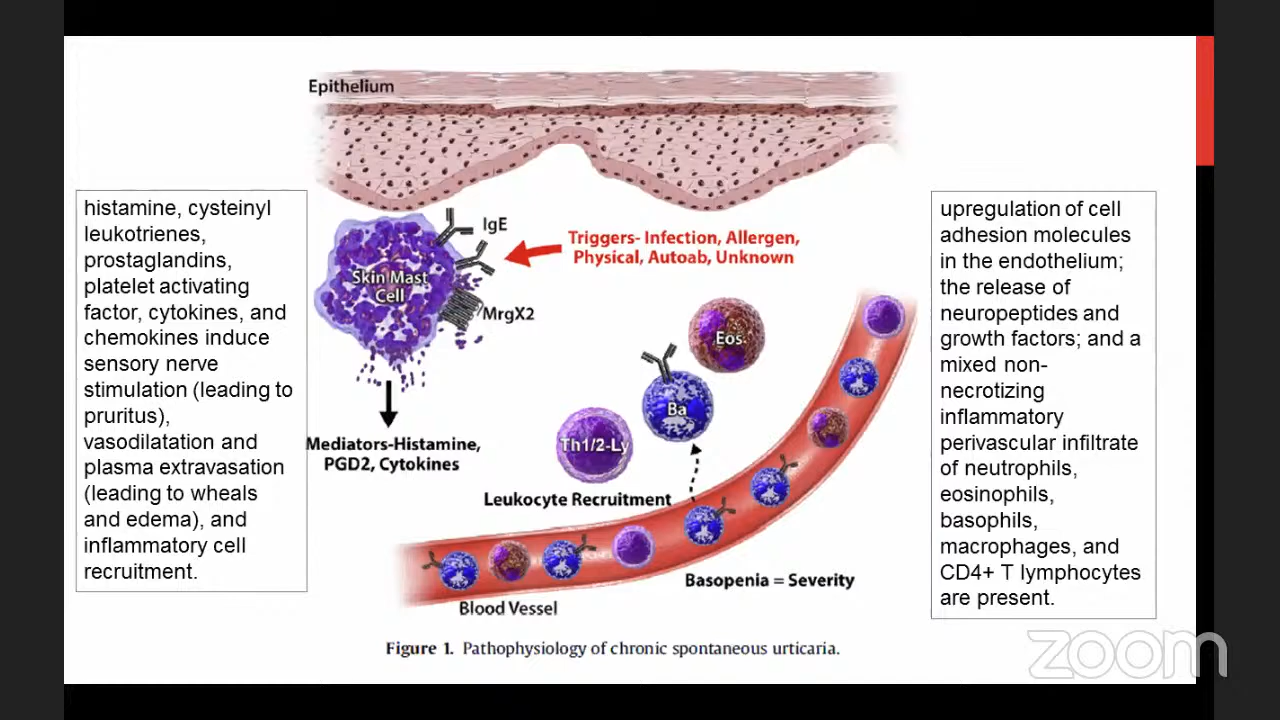 Epithelium
histamine, cysteinyl
leukotrienes,
prostaglandins,
platelet activating
factor, cytokines, and
chemokines induce
sensory nerve
stimulation (leading to
pruritus),
vasodilatation and
plasma extravasation
(leading to wheals
and edema), and
inflammatory cell
recruitment.
IgE
Skin Mast
Cell
MrgX2
Triggers- Infection, Allergen,
Physical, Autoab, Unknown
Eos.
Ba
Th1/2-Ly
Mediators-Histamine,
PGD2, Cytokines
Leukocyte Recruitment
Basopenia = Severity
Blood Vessel
upregulation of cell
adhesion molecules
in the endothelium;
the release of
neuropeptides and
growth factors; and a
mixed non-
necrotizing
inflammatory
perivascular infiltrate
of neutrophils,
eosinophils,
basophils,
macrophages, and
CD4+ T lymphocytes
are present.
Figure 1. Pathophysiology of chronic spontaneous urticaria.
zoom